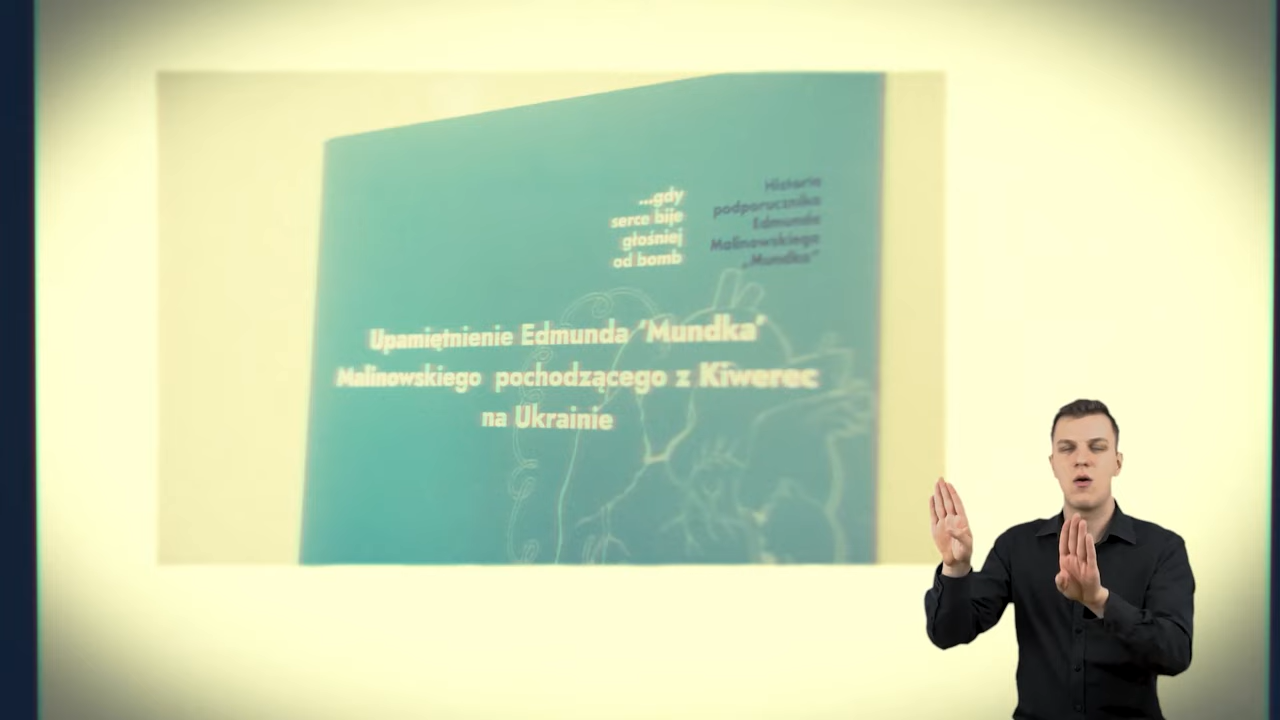 ...gdy
serce bije
głośniej
od bomb
Historia
podporucznika
Edmunda
Malinowskiego
„Mundka”
Upamiętnienie Edmunda ‘Mundka’
Malinowskiego pochodzącego z Kiwerec
na Ukrainie